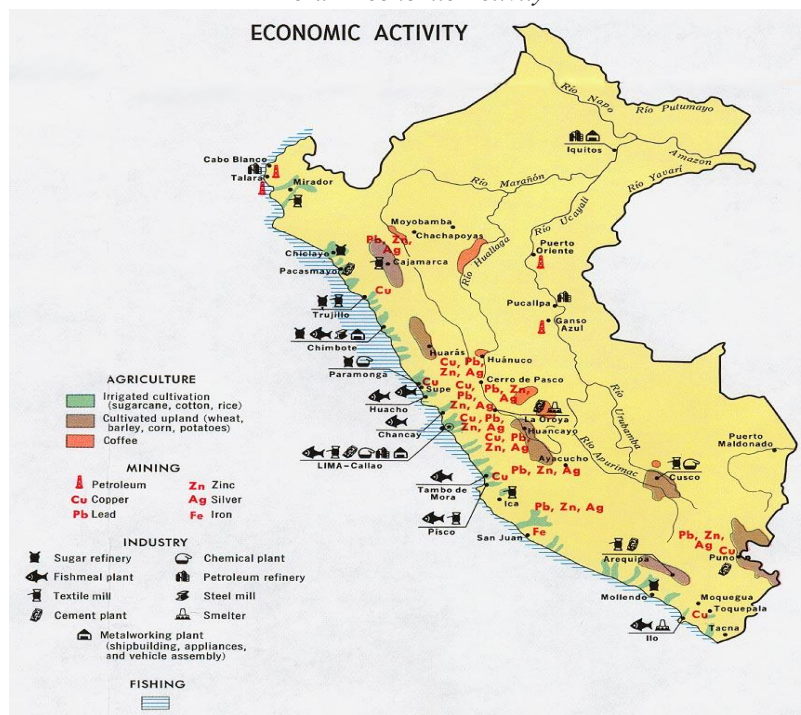 ECONOMIC ACTIVITY
Río Napo
Río Putumayo
Iquitos
Amazon
Río Yavarí
Cabo Blanco
Talara
Mirador
Río Marañón
Río Ucayali
Moyobamba
Chachapoyas
Pb, Zn,
Ag
Cajamarca
Río Huallaga
Puerto
Oriente
Chiclayo
Pacasmayo
Cu
Trujillo
Pucallpa
Ganso
Azul
Chimbote
Huarás
Huánuco
Cu, Pb,
Zn, Ag
Cerro de Pasco
Paramonga
Cu
Supe
Cu,
Pb,
Zn, Ag
Pb, Zn,
Ag
Huacho
La Oroya
Chancay
Cu, Pb,
Zn, Ag
Huancayo
Río Urubamba
LIMA-Callao
Cu, Pb,
Zn, Ag
Río Apurimac
Puerto
Maldonado
Ayacucho
Pb, Zn, Ag
Cu
Cusco
Tambo de
Mora
Ica
Pb, Zn, Ag
Pisco
San Juan
Fe
Pb, Zn,
Ag
Cu
Puno
Arequipa
Mollendo
Moquegua
Toquepala
Cu
Ilo
Tacna
AGRICULTURE
Irrigated cultivation
(sugarcane, cotton, rice)
Cultivated upland (wheat,
barley, corn, potatoes)
Coffee
MINING
Petroleum
Zn Zinc
Cu Copper
Ag Silver
Pb Lead
Fe Iron
INDUSTRY
Sugar refinery
Chemical plant
Fishmeal plant
Petroleum refinery
Textile mill
Steel mill
Cement plant
Smelter
Metalworking plant
(shipbuilding, appliances,
and vehicle assembly)
FISHING